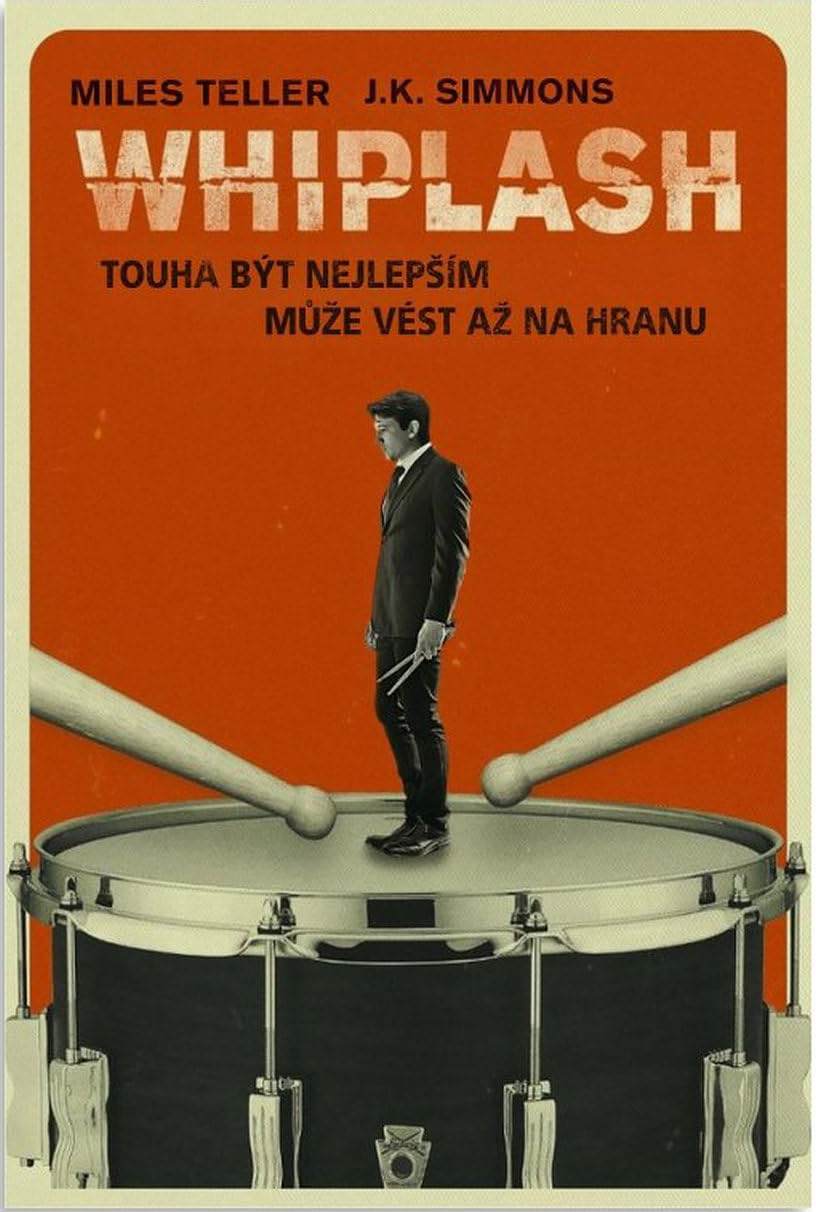 MILES TELLER J.K. SIMMONS
WHIPLASH
TOUHA BÝT NEJLEPŠÍM
MŮŽE VÉST AŽ NA HRANU